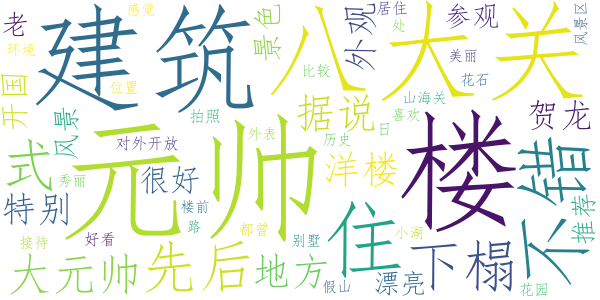 老
环境
开国
感觉
位置
风景
建筑
景色
八大关
外观
居住
处
参观
美丽
花石
风景区
比较
山海关
喜欢
日
拍照
据说
贺龙
式
元帅
楼
错
不
对外开放
外表
历史
洋楼
秀丽
很好
特别
楼前
路
住
推荐
接待
好看
都曾
别墅
小湖
下榻
大元帅
先后
地方
假山
漂亮
花园